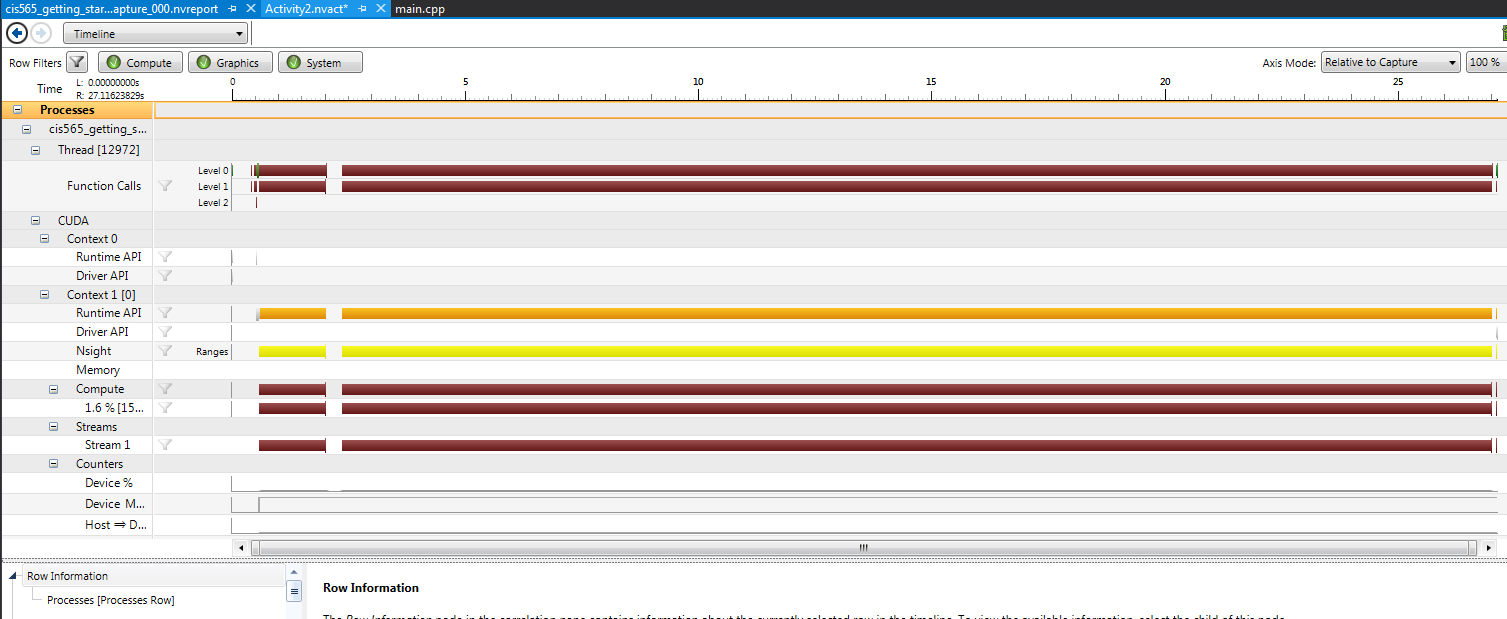 cis565_getting_star...apture_000.nvreport Activity2.nvact* main.cpp
Timeline
Row Filters Compute Graphics System Axis Mode: Relative to Capture 100 %
Time L: 0.00000000s 0 5 10 15 20 25
R: 27.11623829s
Processes
cis565_getting_s...
Thread [12972]
Level 0
Function Calls Level 1
Level 2
CUDA
Context 0
Runtime API
Driver API
Context 1 [0]
Runtime API
Driver API
Nsight Ranges
Memory
Compute
1.6 % [15...
Streams
Stream 1
Counters
Device %
Device M...
Host ⇒ D...
Row Information
Processes [Processes Row]
Row Information
The Row Information node in the correlation pane contains information about the currently selected row in the timeline. To view the available information, select the child of this node.